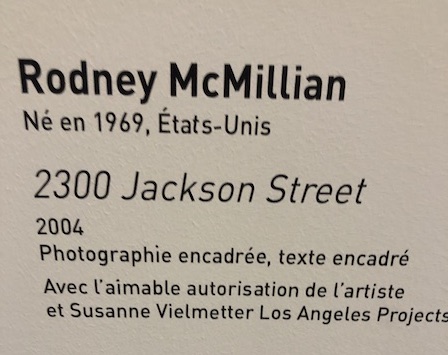 Rodney McMillian
Né en 1969, États-Unis
2300 Jackson Street
2004
Photographie encadrée, texte encadré
Avec l'aimable autorisation de l'artiste
et Susanne Vielmetter Los Angeles Projects